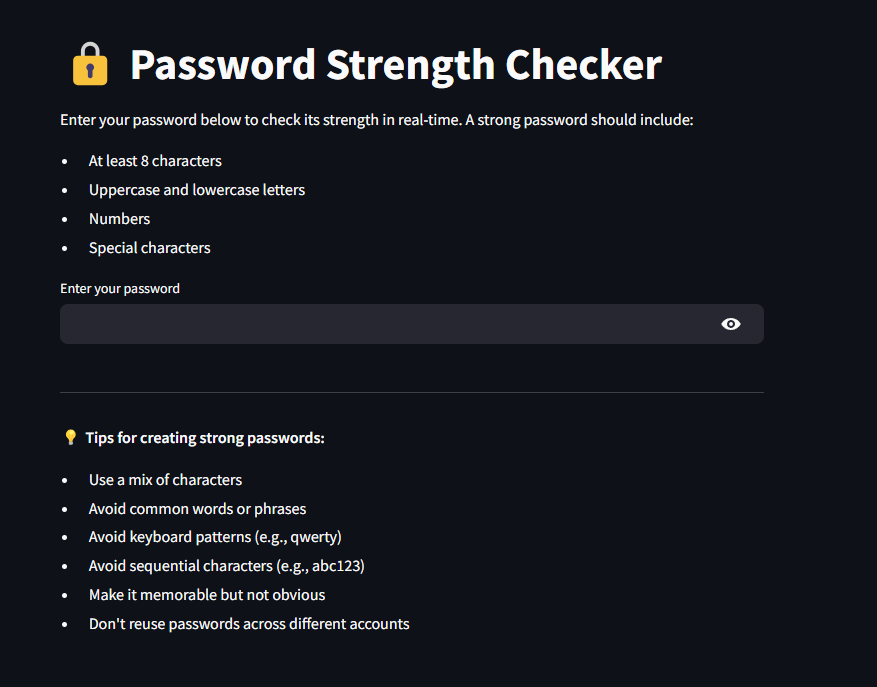 Password Strength Checker
Enter your password below to check its strength in real-time. A strong password should include:
At least 8 characters
Uppercase and lowercase letters
Numbers
Special characters
Enter your password
Tips for creating strong passwords:
Use a mix of characters
Avoid common words or phrases
Avoid keyboard patterns (e.g., qwerty)
Avoid sequential characters (e.g., abc123)
Make it memorable but not obvious
Don't reuse passwords across different accounts